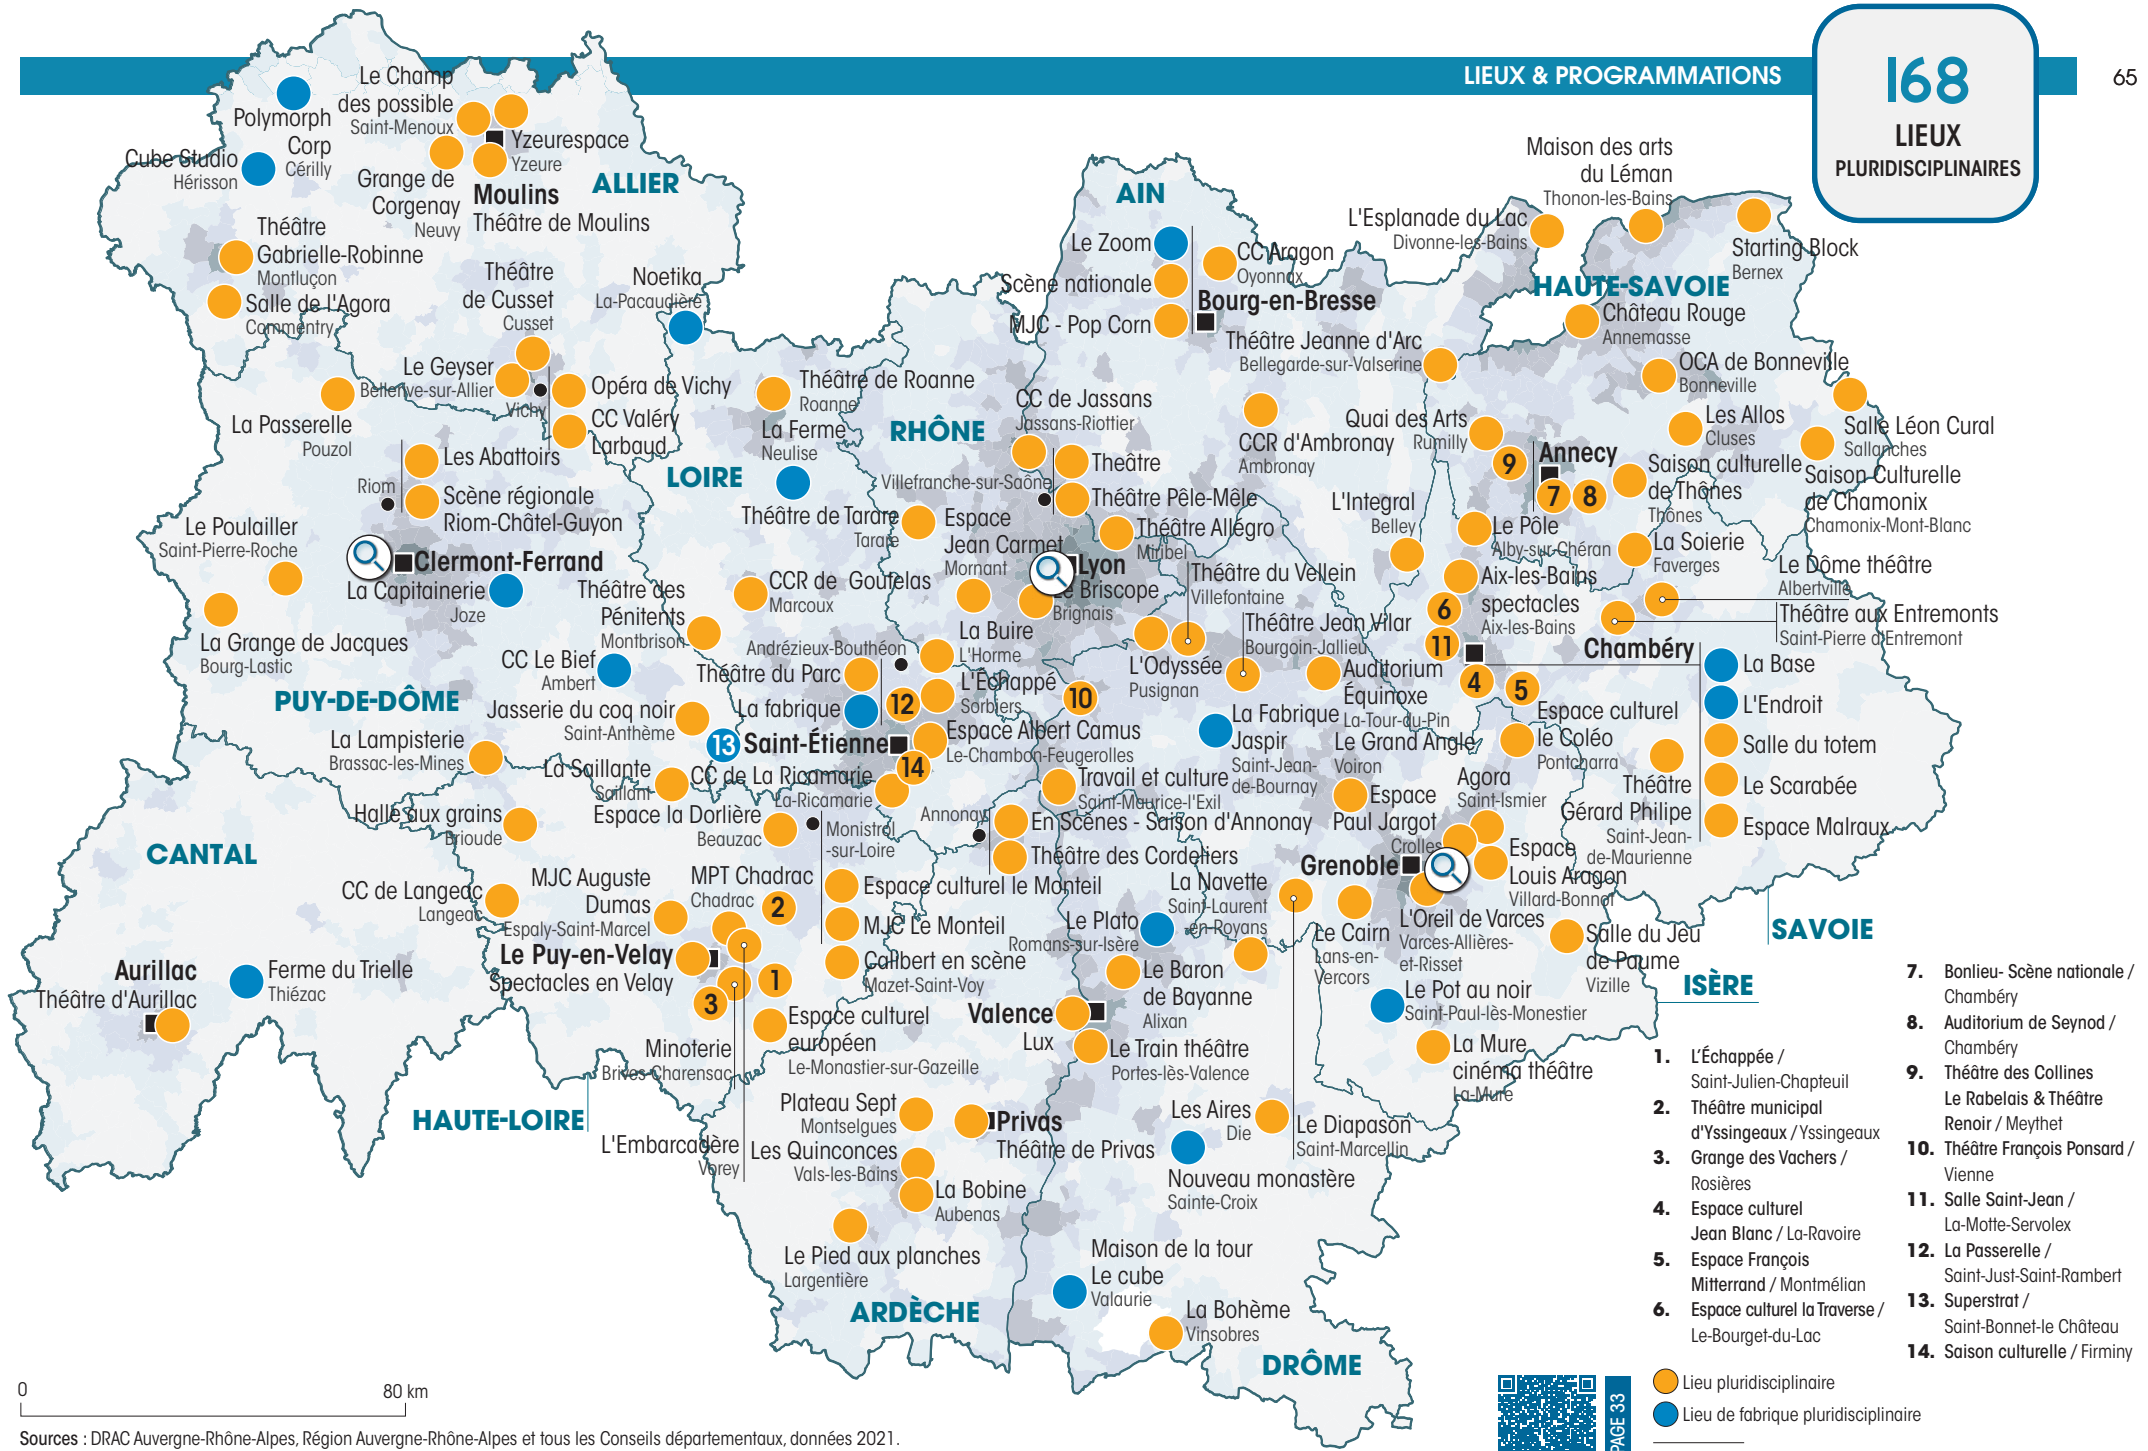 LIEUX & PROGRAMMATIONS
168
LIEUX
PLURIDISCIPLINAIRES
65
Le Champ
des possible
Saint-Menoux
Polymorph
Corp
Cérilly
Cube Studio
Hérisson
Yzeurespace
Yzeure
Grange de
Corgenay
Neuvy
Moulins
Théâtre de Moulins
ALLIER
Théâtre
Gabrielle-Robinne
Montluçon
Salle de l'Agora
Commentry
Théâtre
de Cusset
Cusset
Noetika
La-Pacaudière
Le Geyser
Bellerive-sur-Allier
Vichy
Opéra de Vichy
CC Valéry
Larbaud
La Passerelle
Pouzol
Riom
Les Abattoirs
Scène régionale
Riom-Châtel-Guyon
Le Poulailler
Saint-Pierre-Roche
Clermont-Ferrand
La Capitainerie
Joze
La Grange de Jacques
Bourg-Lastic
PUY-DE-DÔME
CC Le Bief
Ambert
Jasserie du coq noir
Saint-Anthème
La Lampisterie
Brassac-les-Mines
La Saillante
Saillant
LOIRE
Théâtre de Roanne
Roanne
La Ferme
Neulise
CCR de Goutelas
Marcoux
Théâtre des
Pénitents
Montbrison
Andrézieux-Bouthéon
Théâtre du Parc
La fabrique
12
13
Saint-Étienne
14
La Buire
L'Horme
L'Échappé
Sorbiers
Espace Albert Camus
Le-Chambon-Feugerolles
CC de La Ricamarie
La-Ricamarie
RHÔNE
CC de Jassans
Jassans-Riottier
Villefranche-sur-Saône
Théâtre
Théâtre Pêle-Mêle
Théâtre de Tarare
Tarare
Espace
Jean Carmet
Mornant
Théâtre Allégro
Miribel
Lyon
Le Briscope
Brignais
AIN
Le Zoom
Scène nationale
MJC - Pop Corn
CC Aragon
Oyonnax
Bourg-en-Bresse
L'Esplanade du Lac
Divonne-les-Bains
Théâtre Jeanne d'Arc
Bellegarde-sur-Valserine
CCR d'Ambronay
Ambronay
L'Integral
Belley
Maison des arts
du Léman
Thonon-les-Bains
Starting Block
Bernex
HAUTE-SAVOIE
Château Rouge
Annemasse
OCA de Bonneville
Bonneville
Les Allos
Cluses
Salle Léon Cural
Sallanches
Saison Culturelle
de Chamonix
Chamonix-Mont-Blanc
Quai des Arts
Rumilly
9
Annecy
7
8
Saison culturelle
de Thônes
Thônes
Le Pôle
Alby-sur-Chéran
La Soierie
Faverges
Le Dôme théâtre
Albertville
Théâtre aux Entremonts
Saint-Pierre d'Entremont
Aix-les-Bains
spectacles
Aix-les-Bains
6
11
Chambéry
4
5
La Base
L'Endroit
Salle du totem
Le Scarabée
Espace Malraux
Espace culturel
le Coléo
Pontcharra
Théâtre
Gérard Philipe
Saint-Jean-
de-Maurienne
SAVOIE
Théâtre du Vellein
Villefontaine
Théâtre Jean Vilar
Bourgoin-Jallieu
L'Odyssée
Pusignan
Auditorium
Équinoxe
La-Tour-du-Pin
10
La Fabrique
Jaspir
Saint-Jean-
de-Bournay
Le Grand Angle
Voiron
Agora
Saint-Ismier
Espace
Paul Jargot
Crolles
Travail et culture
Saint-Maurice-l'Exil
Grenoble
Espace
Louis Aragon
Villard-Bonnot
La Navette
Saint-Laurent
-en-Royans
Le Cairn
Lans-en-
Vercors
L'Oreil de Varces
Varces-Allières-
et-Risset
Salle du Jeu
de Paume
Vizille
ISÈRE
Le Pot au noir
Saint-Paul-lès-Monestier
La Mure
cinéma théâtre
La-Mure
Le Diapason
Saint-Marcellin
CANTAL
Halle aux grains
Brioude
CC de Langeac
Langeac
Aurillac
Théâtre d'Aurillac
Ferme du Trielle
Thiézac
Espace la Dorlière
Beauzac
Monistrol
-sur-Loire
MJC Auguste
Dumas
Espaly-Saint-Marcel
MPT Chadrac
Chadrac
2
Espace culturel le Monteil
MJC Le Monteil
Calibert en scène
Mazet-Saint-Voy
Le Puy-en-Velay
Spectacles en Velay
1
3
Espace culturel
européen
Le-Monastier-sur-Gazeille
Minoterie
Brives-Charensac
HAUTE-LOIRE
L'Embarcadère
Vorey
Annonay
En Scènes - Saison d'Annonay
Théâtre des Cordeliers
Plateau Sept
Montselgues
Privas
Théâtre de Privas
Les Quinconces
Vals-les-Bains
La Bobine
Aubenas
Le Pied aux planches
Largentière
ARDÈCHE
Le Plato
Romans-sur-Isère
Le Baron
de Bayanne
Alixan
Valence
Lux
Le Train théâtre
Portes-lès-Valence
Les Aires
Die
Nouveau monastère
Sainte-Croix
Maison de la tour
Le cube
Valaurie
La Bohème
Vinsobres
DRÔME
1. L'Échappée /
Saint-Julien-Chapteuil
2. Théâtre municipal
d'Yssingeaux / Yssingeaux
3. Grange des Vachers /
Rosières
4. Espace culturel
Jean Blanc / La-Ravoire
5. Espace François
Mitterrand / Montmélian
6. Espace culturel la Traverse /
Le-Bourget-du-Lac
7. Bonlieu- Scène nationale /
Chambéry
8. Auditorium de Seynod /
Chambéry
9. Théâtre des Collines
Le Rabelais & Théâtre
Renoir / Meythet
10. Théâtre François Ponsard /
Vienne
11. Salle Saint-Jean /
La-Motte-Servolex
12. La Passerelle /
Saint-Just-Saint-Rambert
13. Superstrat /
Saint-Bonnet-le Château
14. Saison culturelle / Firminy
Lieu pluridisciplinaire
Lieu de fabrique pluridisciplinaire
PAGE 33
0
80 km
Sources : DRAC Auvergne-Rhône-Alpes, Région Auvergne-Rhône-Alpes et tous les Conseils départementaux, données 2021.